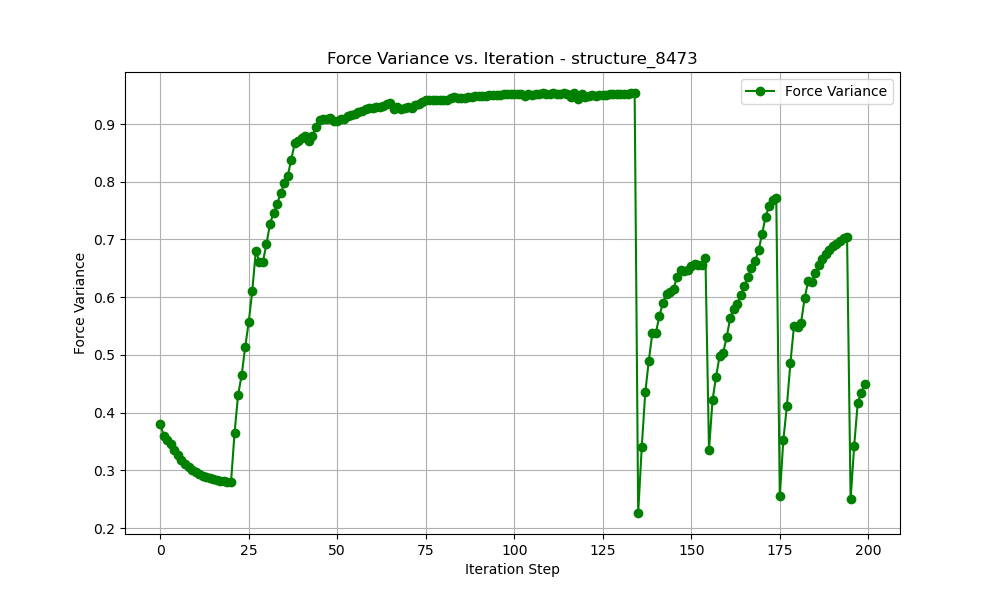 Force Variance vs. Iteration - structure_8473
Force Variance
0.9
0.8
0.7
0.6
0.5
0.4
0.3
0.2
Force Variance
0 25 50 75 100 125 150 175 200
Iteration Step